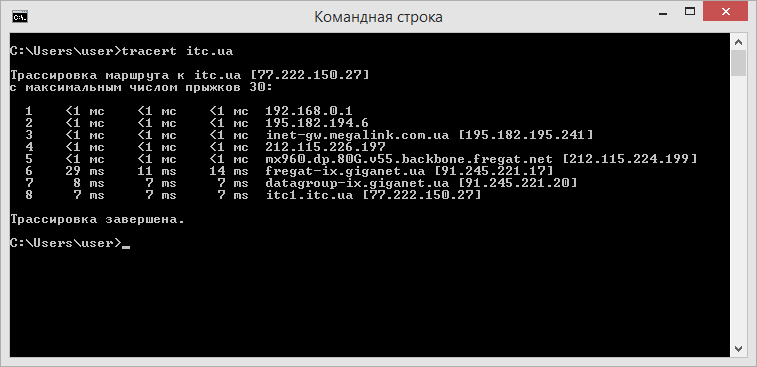 Командная строка
C:\Users\user>tracert itc.ua
Трассировка маршрута к itc.ua [77.222.150.27]
с максимальным числом прыжков 30:
1 <1 мс <1 мс <1 мс 192.168.0.1
2 <1 мс <1 мс <1 мс 195.182.194.6
3 <1 мс <1 мс <1 мс inet-gw.megalink.com.ua [195.182.195.241]
4 <1 мс <1 мс <1 мс 212.115.226.197
5 <1 мс <1 мс <1 мс mx960.dp.80G.v55.backbone.fregat.net [212.115.224.199]
6 29 ms 11 ms 14 ms fregat-ix.giganet.ua [91.245.221.17]
7 8 ms 7 ms 7 ms datagroup-ix.giganet.ua [91.245.221.20]
8 7 ms 7 ms 7 ms itc1.itc.ua [77.222.150.27]
Трассировка завершена.
C:\Users\user>